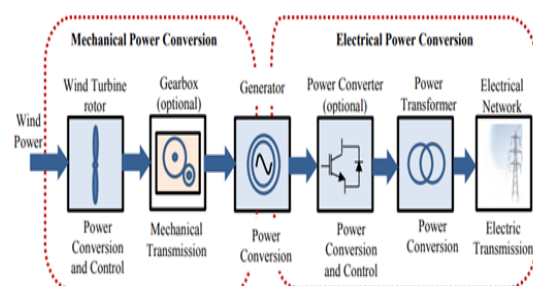 Mechanical Power Conversion
Electrical Power Conversion
Wind
Power
Wind Turbine
rotor
Gearbox
(optional)
Generator
Power Converter
(optional)
Power
Transformer
Electrical
Network
Power
Conversion
and Control
Mechanical
Transmission
Power
Conversion
Power
Conversion
and Control
Power
Conversion
Electric
Transmission